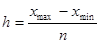 h = (x_max − x_min) / n